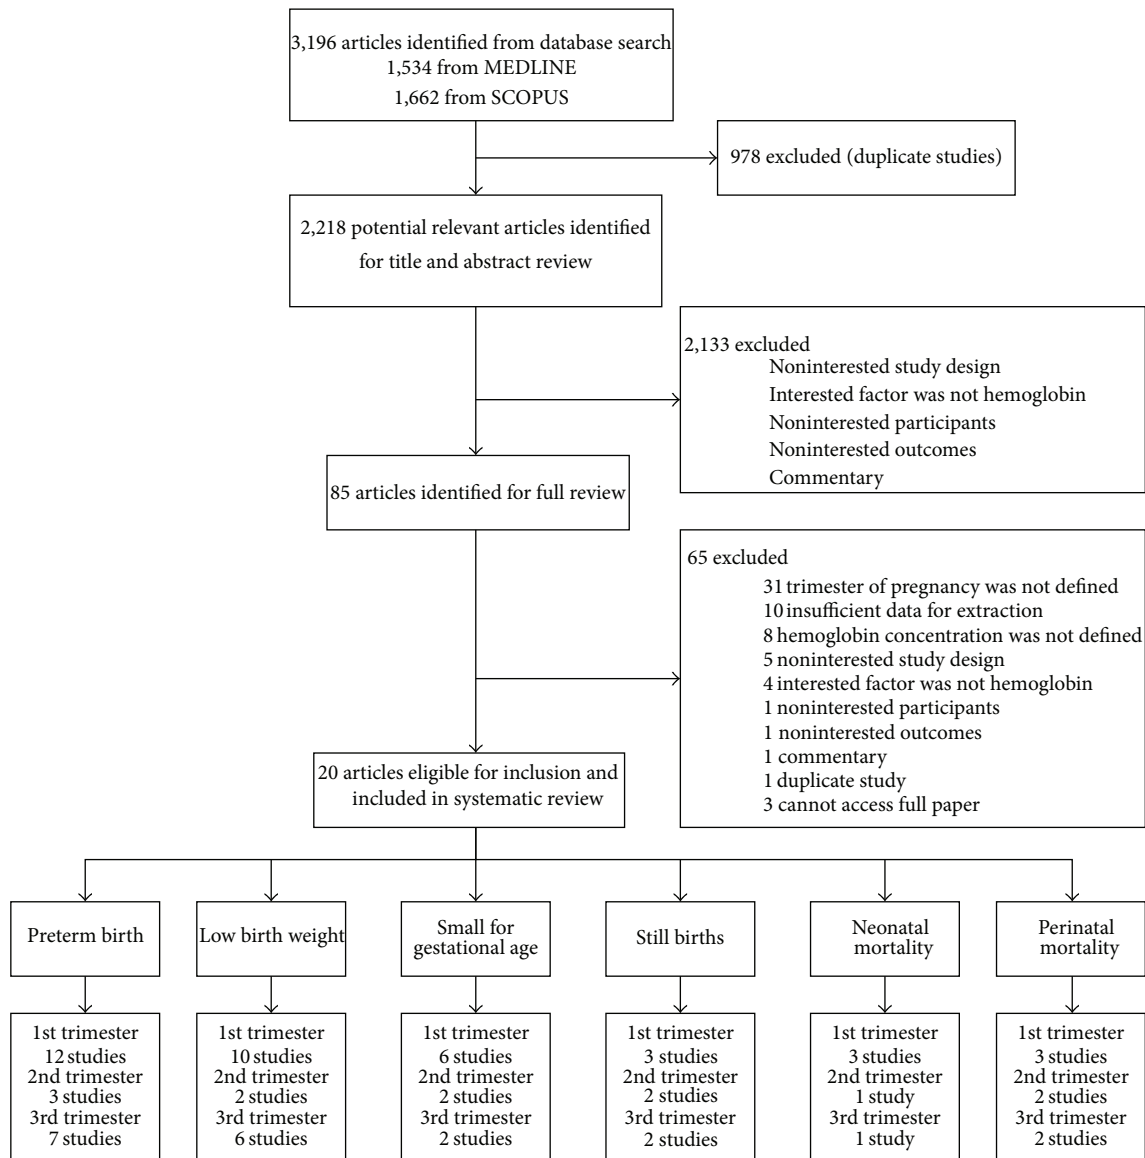 3,196 articles identified from database search
1,534 from MEDLINE
1,662 from SCOPUS
978 excluded (duplicate studies)
2,218 potential relevant articles identified
for title and abstract review
2,133 excluded
Noninterested study design
Interested factor was not hemoglobin
Noninterested participants
Noninterested outcomes
Commentary
85 articles identified for full review
65 excluded
31 trimester of pregnancy was not defined
10 insufficient data for extraction
8 hemoglobin concentration was not defined
5 noninterested study design
4 interested factor was not hemoglobin
1 noninterested participants
1 noninterested outcomes
1 commentary
1 duplicate study
3 cannot access full paper
20 articles eligible for inclusion and
included in systematic review
Preterm birth
Low birth weight
Small for
gestational age
Still births
Neonatal
mortality
Perinatal
mortality
1st trimester
12 studies
2nd trimester
3 studies
3rd trimester
7 studies
1st trimester
10 studies
2nd trimester
2 studies
3rd trimester
6 studies
1st trimester
6 studies
2nd trimester
2 studies
3rd trimester
2 studies
1st trimester
3 studies
2nd trimester
2 studies
3rd trimester
2 studies
1st trimester
3 studies
2nd trimester
1 study
3rd trimester
1 study
1st trimester
3 studies
2nd trimester
2 studies
3rd trimester
2 studies